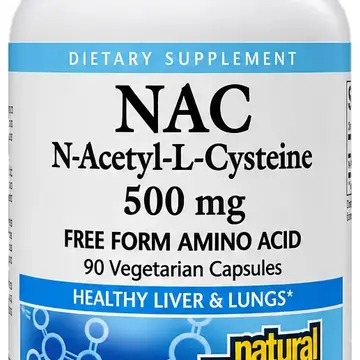 DIETARY SUPPLEMENT
NAC
N-Acetyl-L-Cysteine
500 mg
FREE FORM AMINO ACID
90 Vegetarian Capsules
HEALTHY LIVER & LUNGS*
natural